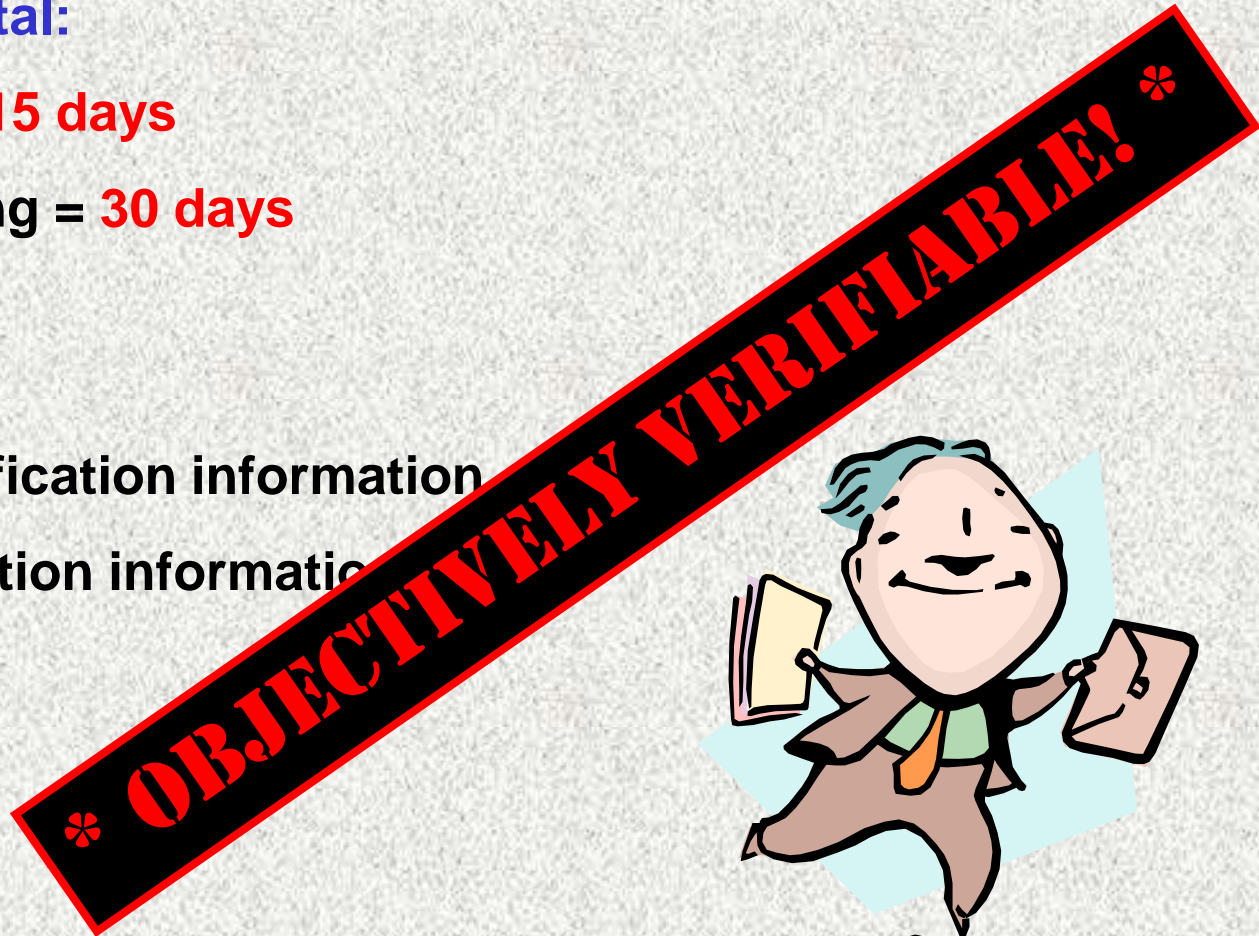 tal:
15 days
ng = 30 days
fication information
tion informatio
* OBJECTIVELY VERIFIABLE! *